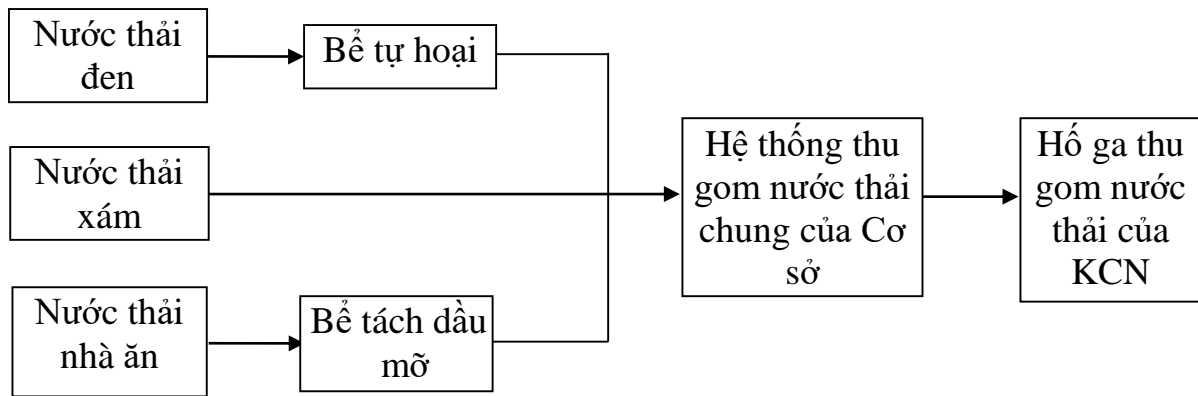 Nước thải
đen
Bể tự hoại
Nước thải
xám
Nước thải
nhà ăn
Bể tách dầu
mỡ
Hệ thống thu
gom nước thải
chung của Cơ
sở
Hố ga thu
gom nước
thải của
KCN